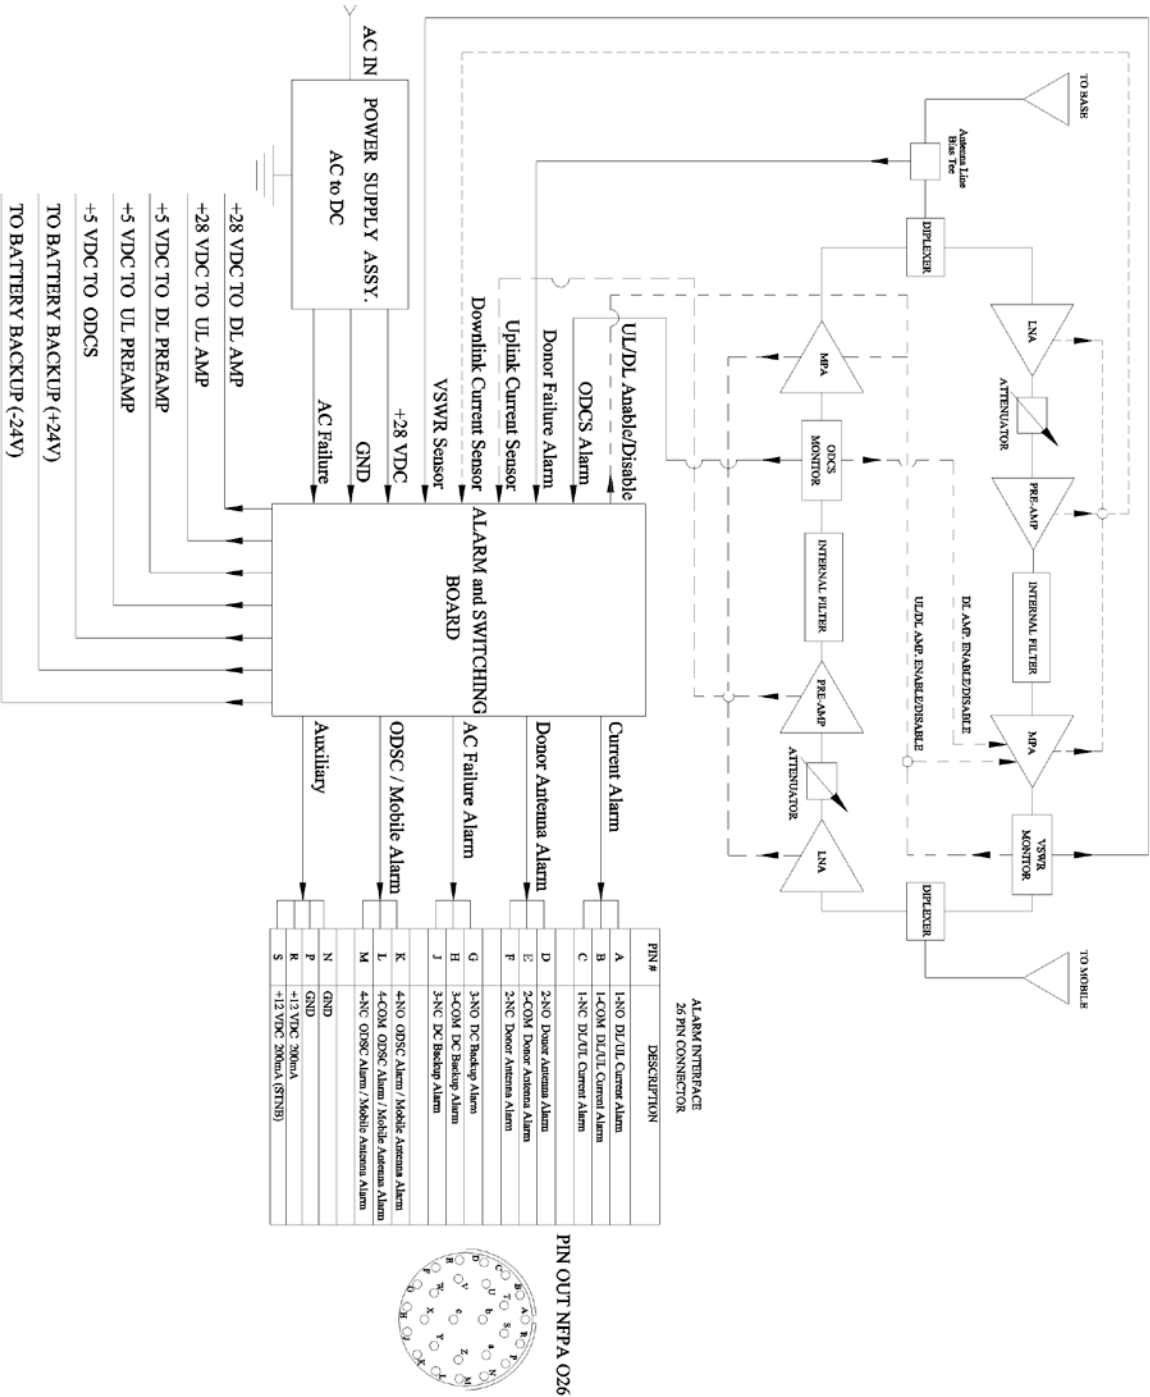 TO BASE
Antenna Line
Bias Tee
DIPLEXER
LNA
ATTENUATOR
PRE-AMP
INTERNAL FILTER
MPA
VSWR
MONITOR
DIPLEXER
TO MOBILE
DL AMP. ENABLE/DISABLE
UL/DL AMP. ENABLE/DISABLE
MPA
ODCS
MONITOR
INTERNAL FILTER
PRE-AMP
ATTENUATOR
LNA
UL/DL Anable/Disable
ODCS Alarm
Donor Failure Alarm
Uplink Current Sensor
Downlink Current Sensor
VSWR Sensor
+28 VDC
GND
AC Failure
AC IN
POWER SUPPLY ASSY.
AC to DC
ALARM and SWITCHING
BOARD
+28 VDC TO DL AMP
+28 VDC TO UL AMP
+5 VDC TO DL PREAMP
+5 VDC TO UL PREAMP
+5 VDC TO ODCS
TO BATTERY BACKUP (+24V)
TO BATTERY BACKUP (-24V)
Current Alarm
Donor Antenna Alarm
AC Failure Alarm
ODSC / Mobile Alarm
Auxiliary
ALARM INTERFACE
26 PIN CONNECTOR
PIN # DESCRIPTION
A 1-NO DL/UL Current Alarm
B 1-COM DL/UL Current Alarm
C 1-NC DL/UL Current Alarm
D 2-NO Donor Antenna Alarm
E 2-COM Donor Antenna Alarm
F 2-NC Donor Antenna Alarm
G 3-NO DC Backup Alarm
H 3-COM DC Backup Alarm
J 3-NC DC Backup Alarm
K 4-NO ODSC Alarm / Mobile Antenna Alarm
L 4-COM ODSC Alarm / Mobile Antenna Alarm
M 4-NC ODSC Alarm / Mobile Antenna Alarm
N GND
P GND
R +12 VDC 200mA
S +12 VDC 200mA (STNB)
PIN OUT NFPA O26